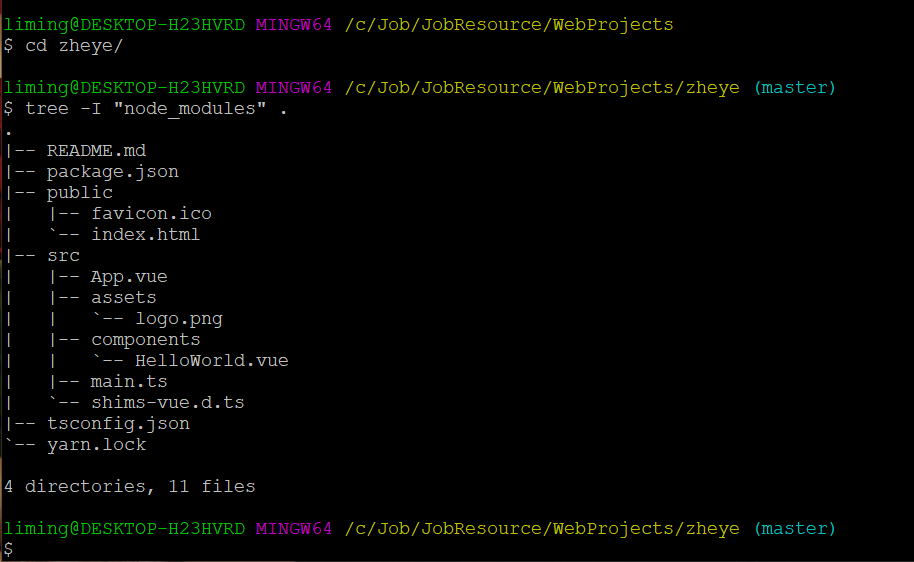 liming@DESKTOP-H23HVRD MINGW64 /c/Job/JobResource/WebProjects
$ cd zheye/

liming@DESKTOP-H23HVRD MINGW64 /c/Job/JobResource/WebProjects/zheye (master)
$ tree -I "node_modules" .
.
|-- README.md
|-- package.json
|-- public
|   |-- favicon.ico
|   `-- index.html
|-- src
|   |-- App.vue
|   |-- assets
|   |   `-- logo.png
|   |-- components
|   |   `-- HelloWorld.vue
|   |-- main.ts
|   `-- shims-vue.d.ts
|-- tsconfig.json
`-- yarn.lock

4 directories, 11 files

liming@DESKTOP-H23HVRD MINGW64 /c/Job/JobResource/WebProjects/zheye (master)
$